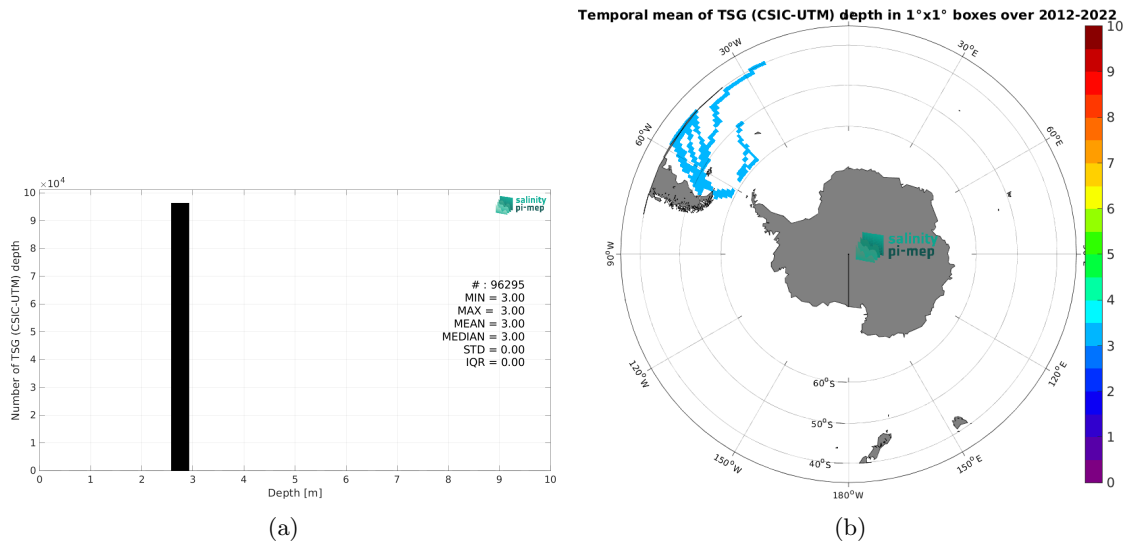 Temporal mean of TSG (CSIC-UTM) depth in 1°x1° boxes over 2012-2022
×10⁴
10
9
8
7
6
5
4
3
2
1
0
Number of TSG (CSIC-UTM) depth
0 1 2 3 4 5 6 7 8 9 10
Depth [m]
salinity
pi-mep
# : 96295
MIN = 3.00
MAX = 3.00
MEAN = 3.00
MEDIAN = 3.00
STD = 0.00
IQR = 0.00
(a)
30°W
30°E
60°W
60°E
90°W
120°W
120°E
150°W
150°E
180°W
60°S
50°S
40°S
salinity
pi-mep
10
9
8
7
6
5
4
3
2
1
0
(b)